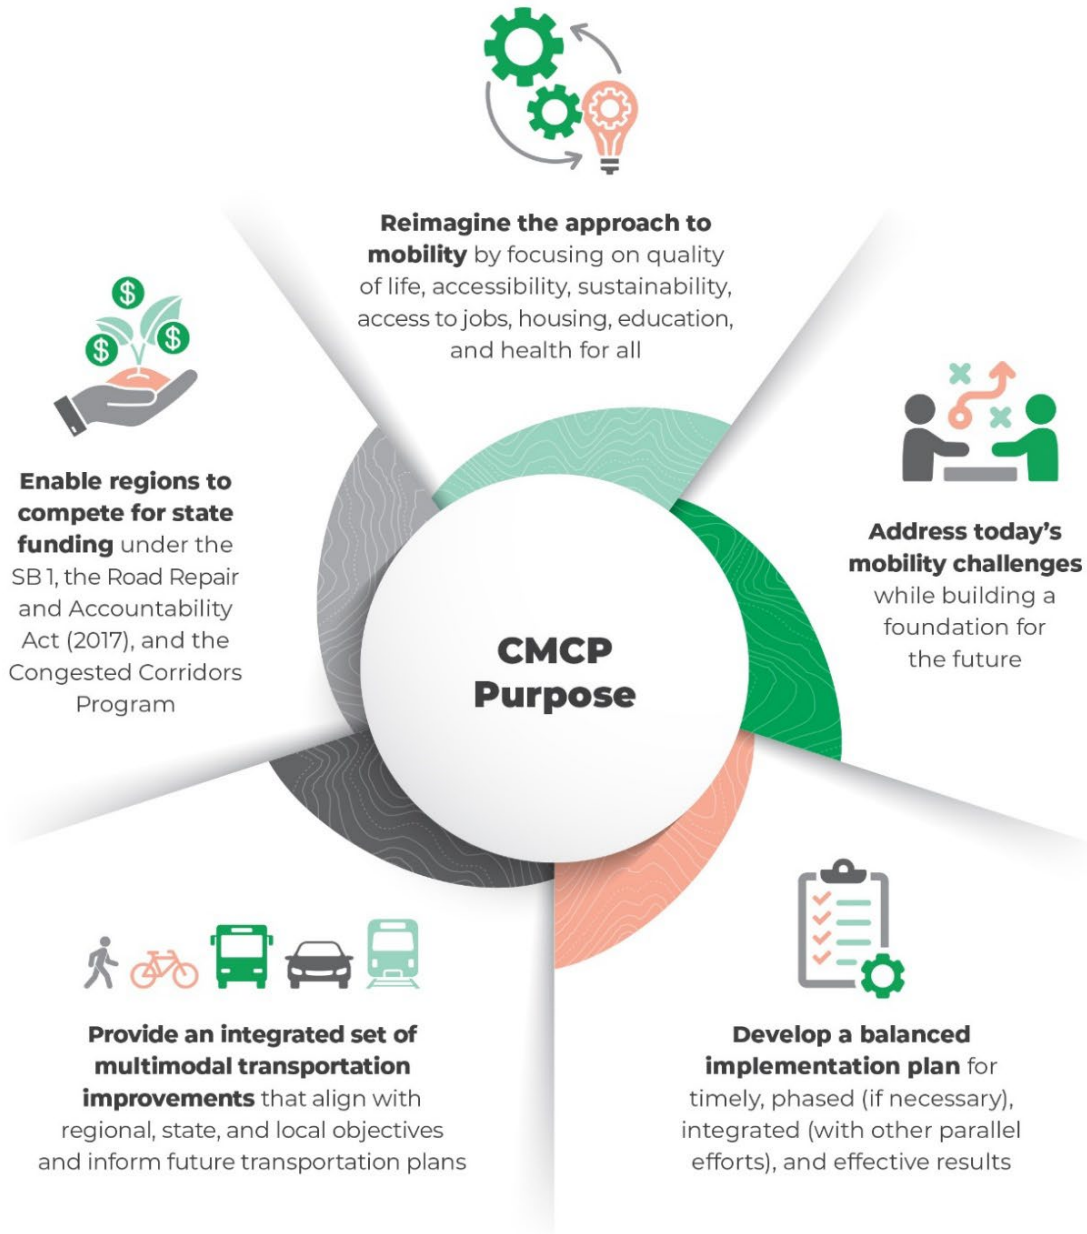 Reimagine the approach to
mobility by focusing on quality
of life, accessibility, sustainability,
access to jobs, housing, education,
and health for all
Address today's
mobility challenges
while building a
foundation for
the future
Develop a balanced
implementation plan for
timely, phased (if necessary),
integrated (with other parallel
efforts), and effective results
Provide an integrated set of
multimodal transportation
improvements that align with
regional, state, and local objectives
and inform future transportation plans
$
$
$
Enable regions to
compete for state
funding under the
SB 1, the Road Repair
and Accountability
Act (2017), and the
Congested Corridors
Program
CMCP
Purpose